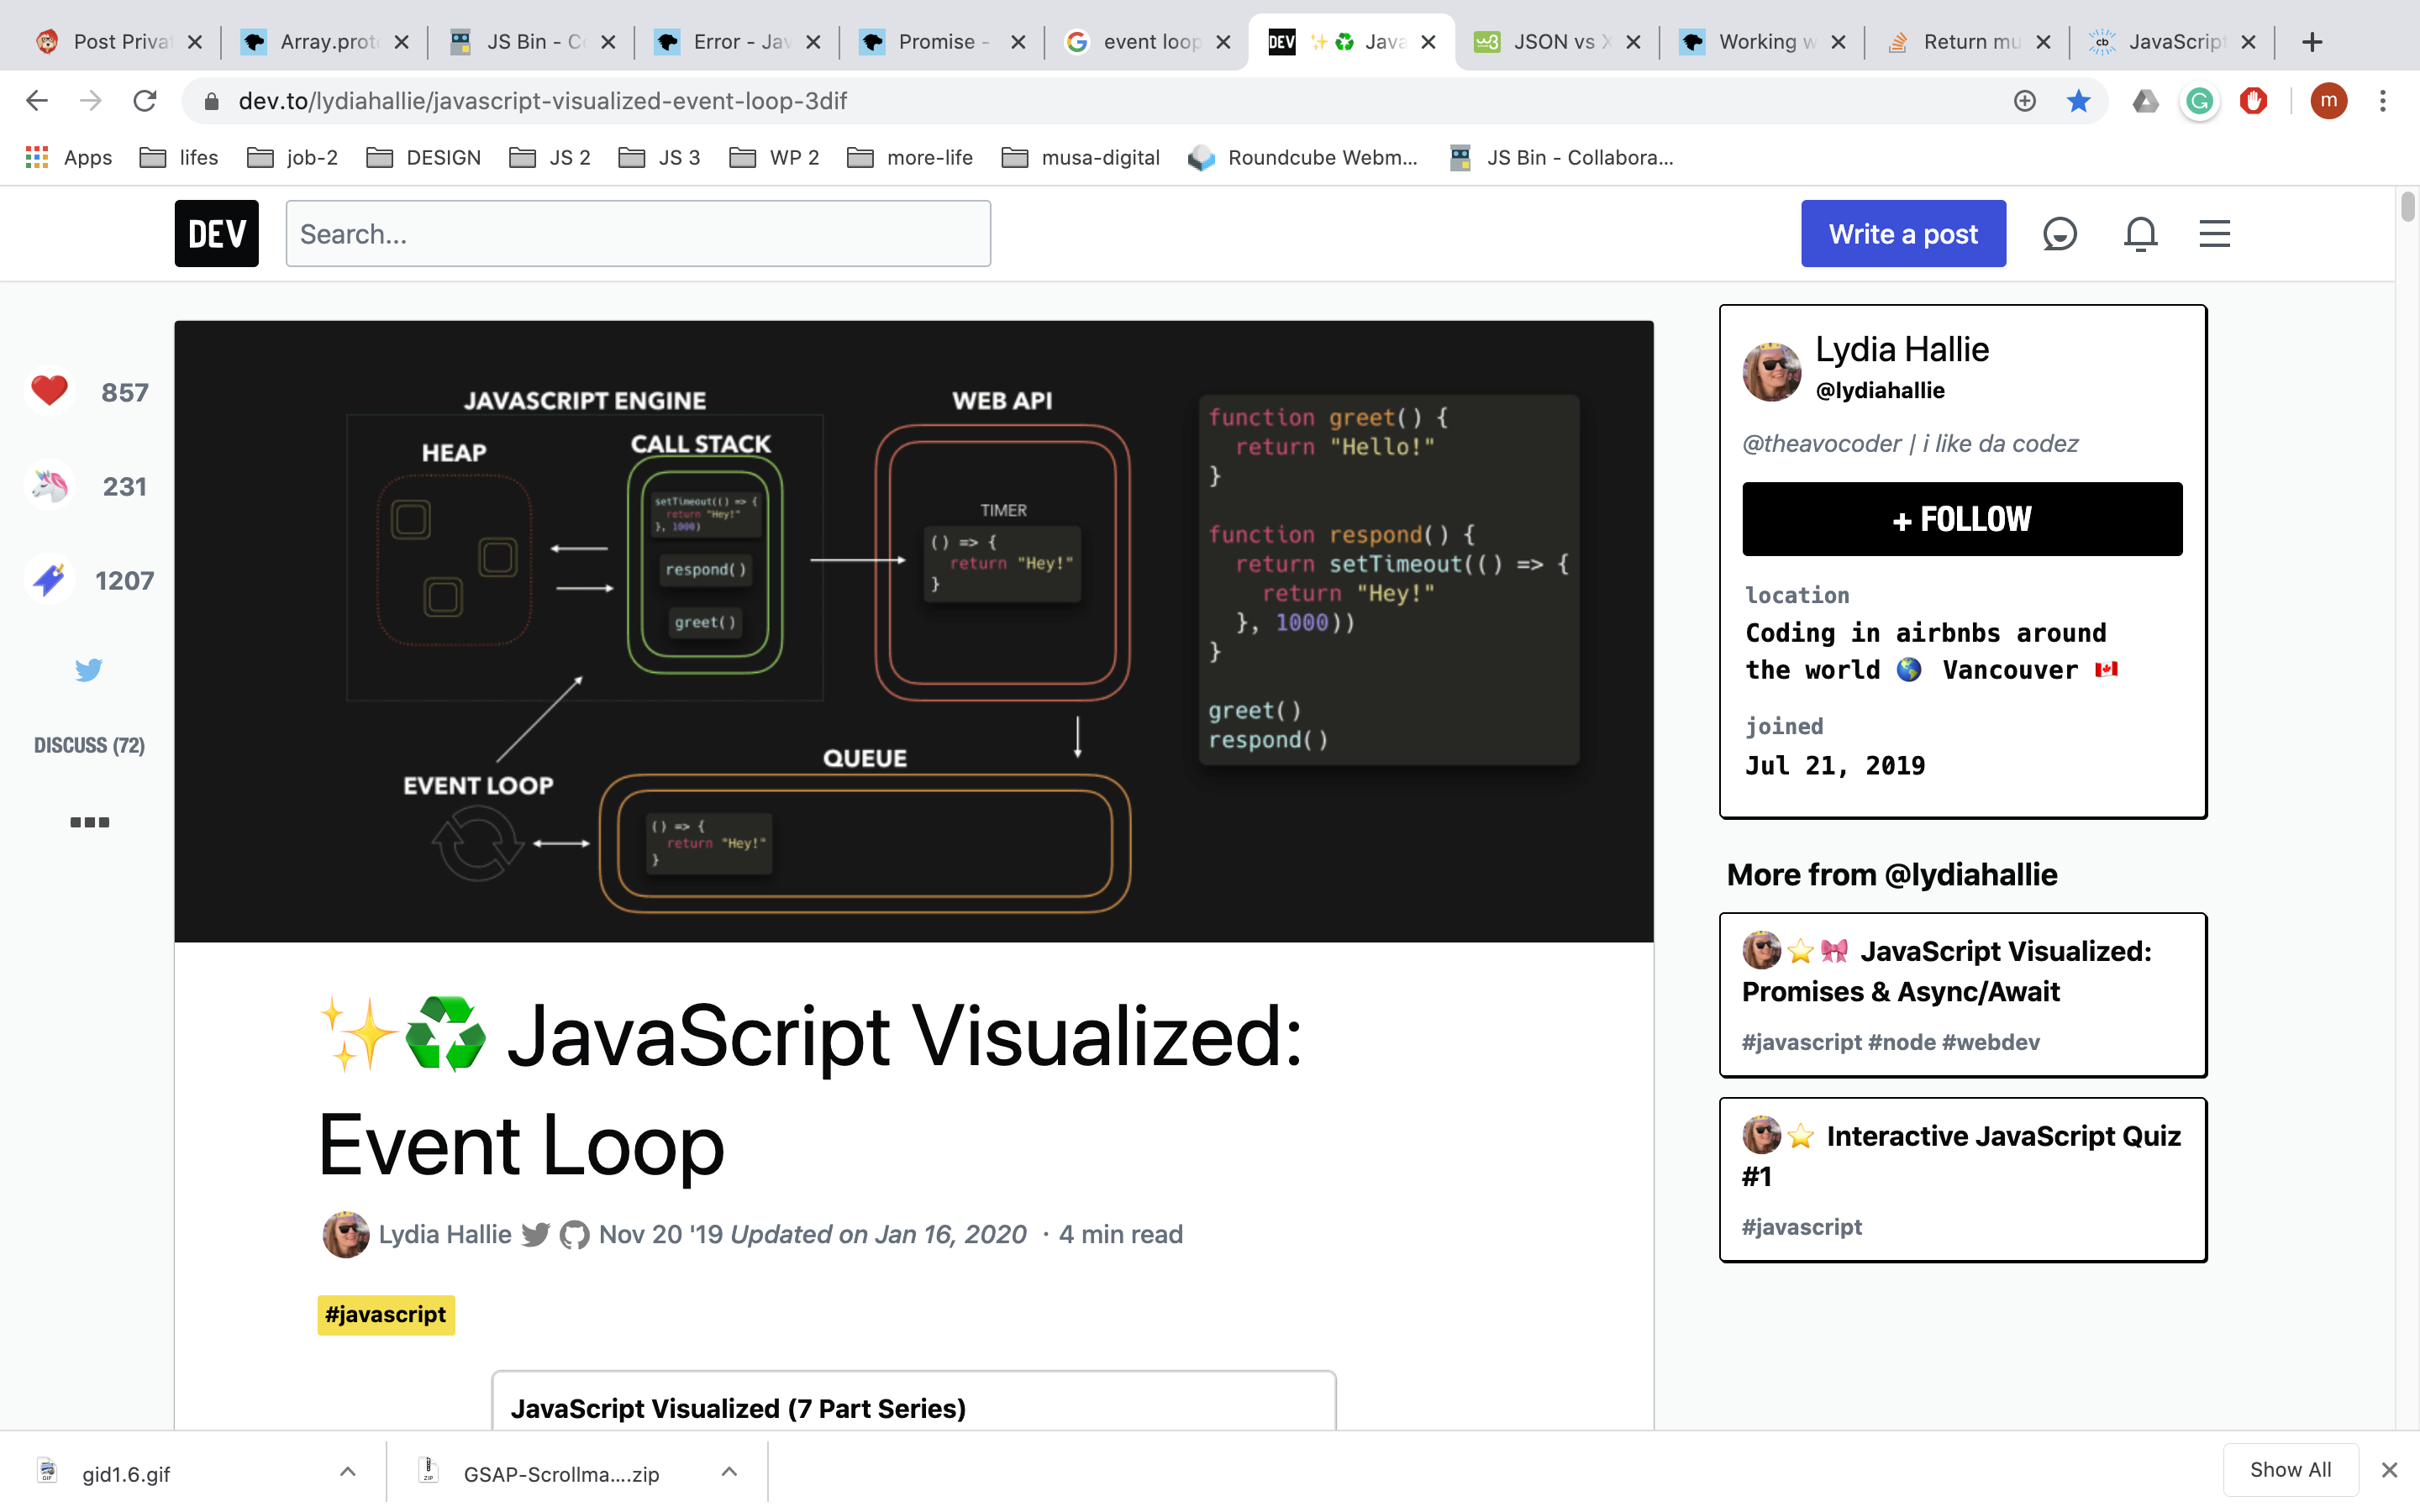 Post Priva
Array.prot
JS Bin - Co
Error - Jav
Promise -
event loop
DEV
Java
w3
JSON vs X
Working w
Return mu
cb
JavaScript
dev.to/lydiahallie/javascript-visualized-event-loop-3dif
m
Apps
lifes
job-2
DESIGN
JS 2
JS 3
WP 2
more-life
musa-digital
Roundcube Webm...
JS Bin - Collabora...
DEV
Search...
Write a post
857
231
1207
DISCUSS (72)
JAVASCRIPT ENGINE
HEAP
CALL STACK
setTimeout(() => {
return "Hey!"
}, 1000)
respond()
greet()
WEB API
TIMER
() => {
return "Hey!"
}
EVENT LOOP
QUEUE
() => {
return "Hey!"
}
function greet() {
return "Hello!"
}
function respond() {
return setTimeout(() => {
return "Hey!"
}, 1000))
}
greet()
respond()
✨♻️ JavaScript Visualized:
Event Loop
Lydia Hallie Nov 20 '19 Updated on Jan 16, 2020 · 4 min read
#javascript
JavaScript Visualized (7 Part Series)
Lydia Hallie
@lydiahallie
@theavocoder | i like da codez
+ FOLLOW
location
Coding in airbnbs around
the world 🌎 Vancouver 🇨🇦
joined
Jul 21, 2019
More from @lydiahallie
⭐️🎀 JavaScript Visualized:
Promises & Async/Await
#javascript #node #webdev
⭐️ Interactive JavaScript Quiz
#1
#javascript
gid1.6.gif
GSAP-Scrollma....zip
Show All